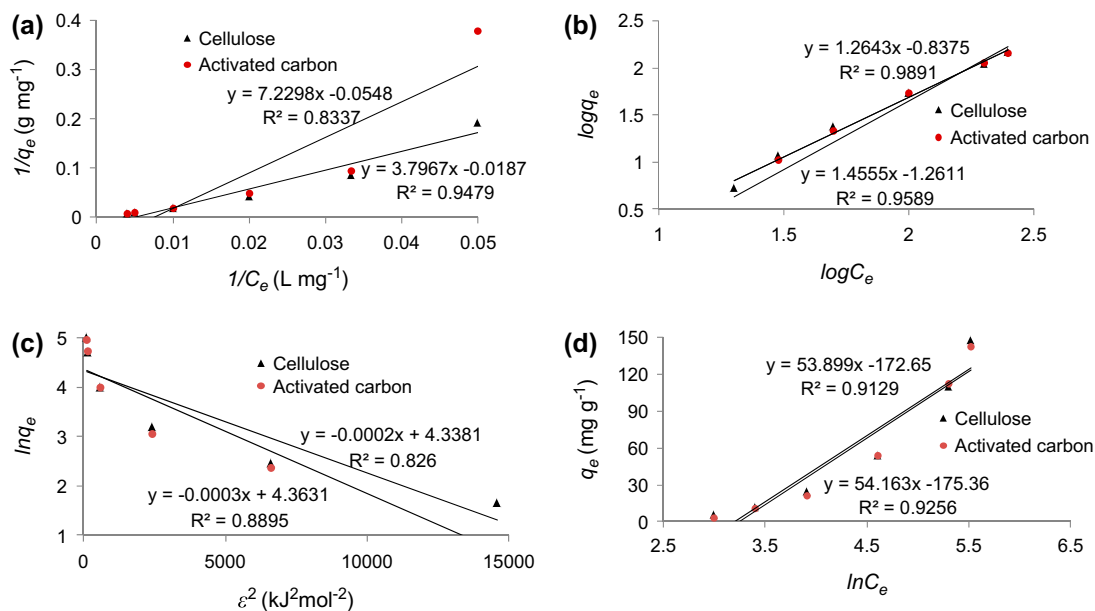 (a)
0.4
0.3
0.2
0.1
0
1/qe (g mg-1)
Cellulose
Activated carbon
y = 7.2298x -0.0548
R² = 0.8337
y = 3.7967x -0.0187
R² = 0.9479
0 0.01 0.02 0.03 0.04 0.05
1/Ce (L mg-1)
(b)
2.5
2
1.5
1
0.5
logqe
y = 1.2643x -0.8375
R² = 0.9891
Cellulose
Activated carbon
y = 1.4555x -1.2611
R² = 0.9589
1 1.5 2 2.5
logCe
(c)
5
4
3
2
1
lnqe
Cellulose
Activated carbon
y = -0.0002x + 4.3381
R² = 0.826
y = -0.0003x + 4.3631
R² = 0.8895
0 5000 10000 15000
ε2 (kJ2mol-2)
(d)
150
120
90
60
30
0
qe (mg g-1)
y = 53.899x -172.65
R² = 0.9129
Cellulose
Activated carbon
y = 54.163x -175.36
R² = 0.9256
2.5 3.5 4.5 5.5 6.5
lnCe